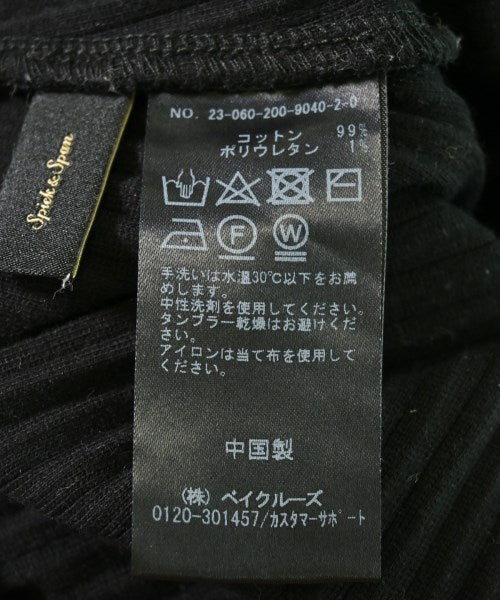 Spick & Span
NO. 23-060-200-9040-2-0
コットン 99%
ポリウレタン 1%
F W
手洗いは水温30℃以下をお薦
めします。
中性洗剤を使用してください。
タンブラー乾燥はお避けくだ
さい。
アイロンは当て布を使用して
ください。
中国製
(株) ベイクルーズ
0120-301457/カスタマーサポート